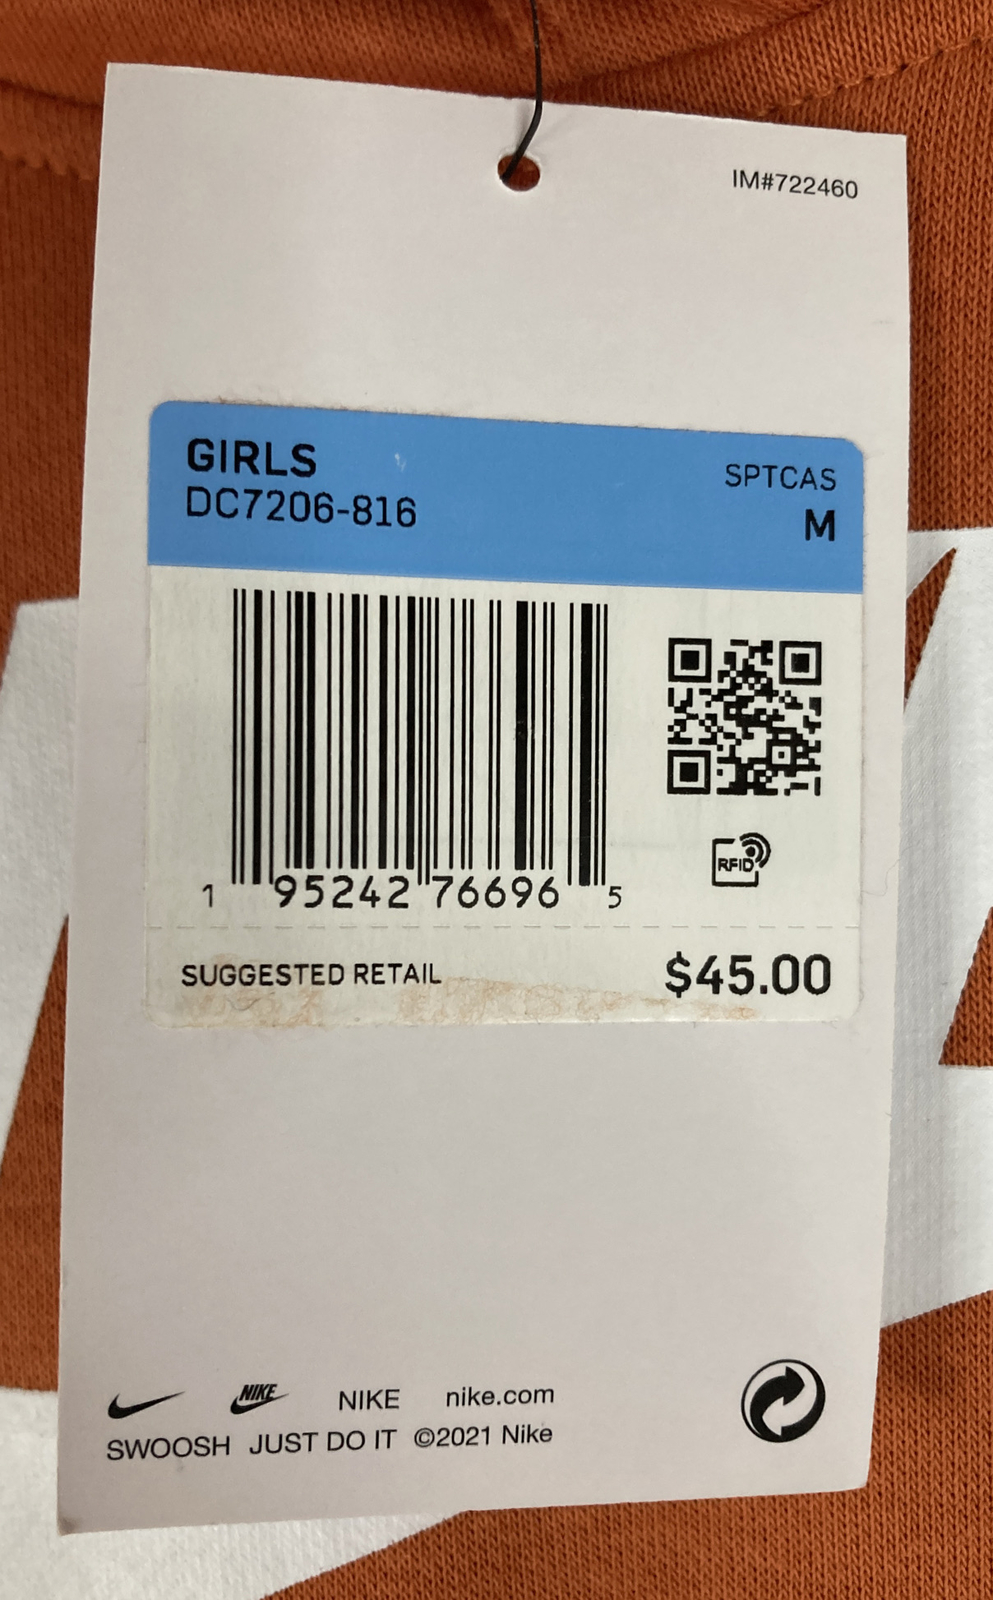 IM#722460
GIRLS
DC7206-816
SPTCAS
M
1 95242 76696 5
RFID
SUGGESTED RETAIL $45.00
NIKE NIKE nike.com
SWOOSH JUST DO IT ©2021 Nike